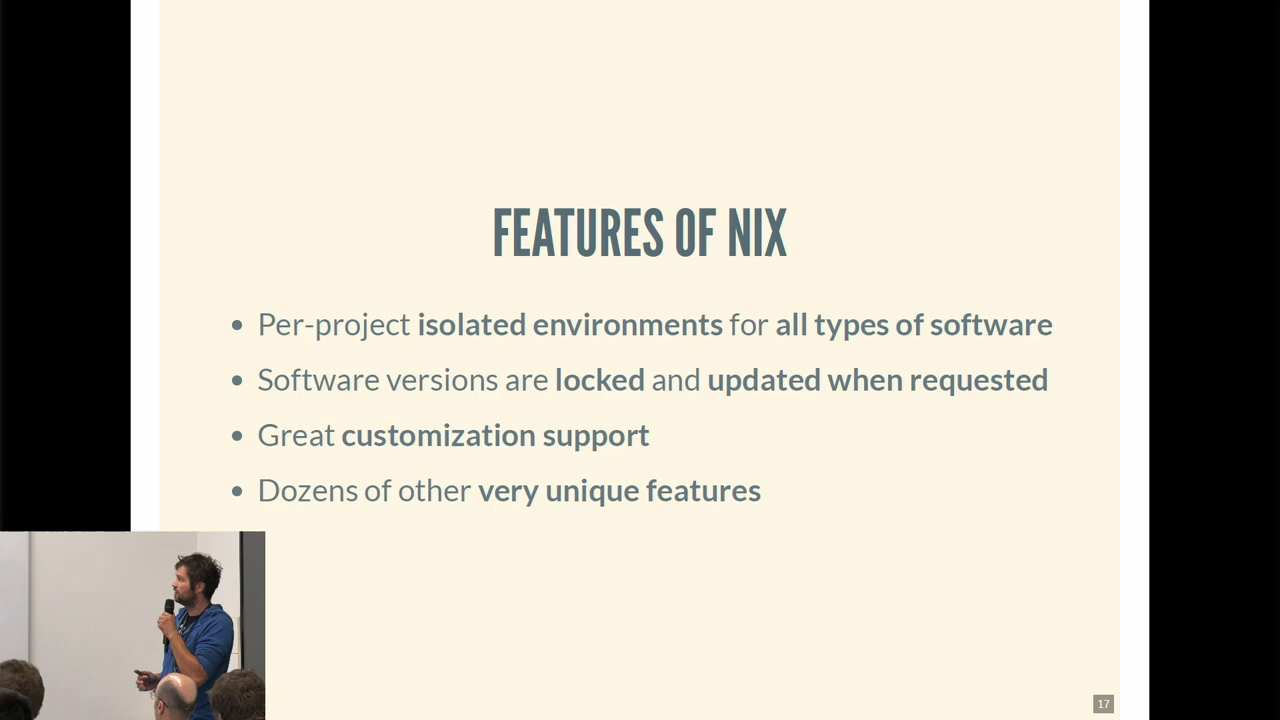 FEATURES OF NIX
Per-project isolated environments for all types of software
Software versions are locked and updated when requested
Great customization support
Dozens of other very unique features
17